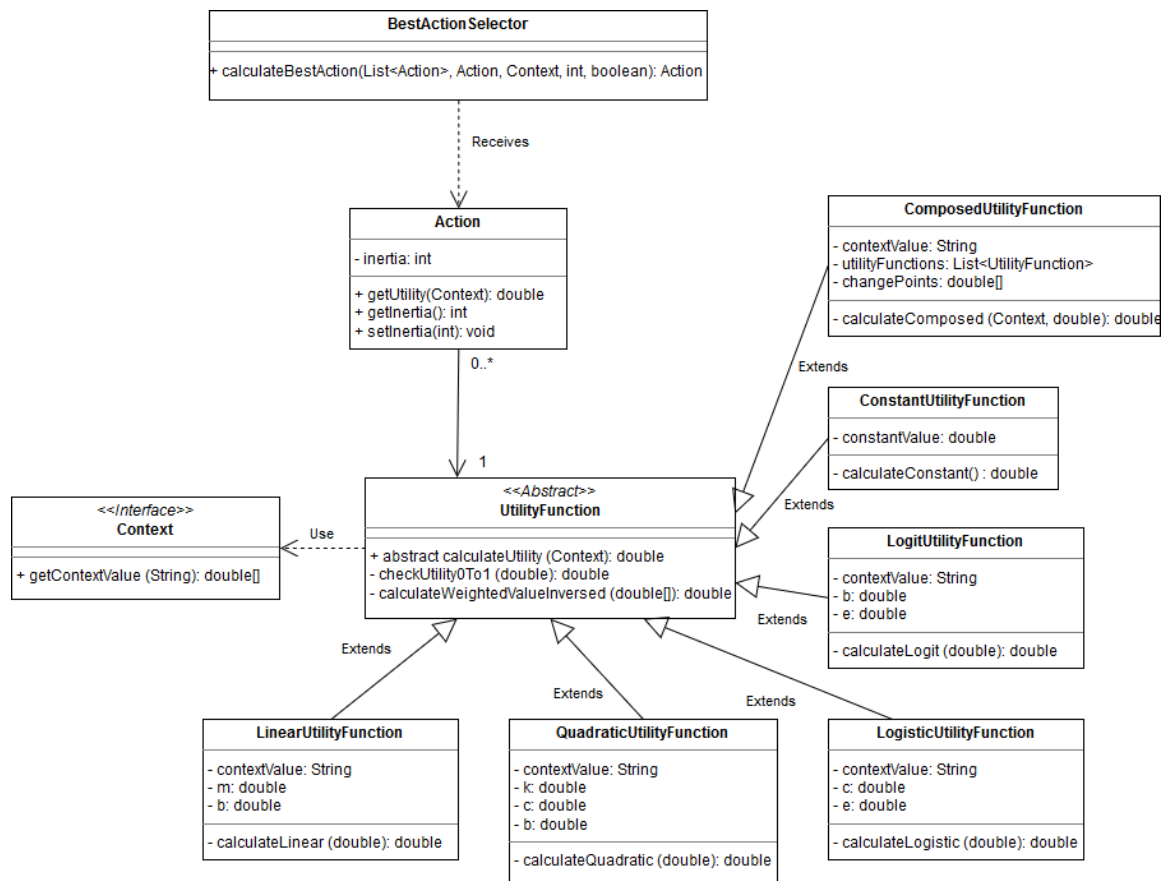 BestActionSelector
+ calculateBestAction(List<Action>, Action, Context, int, boolean): Action
Receives
Action
- inertia: int
+ getUtility(Context): double
+ getInertia(): int
+ setInertia(int): void
0..*
1
ComposedUtilityFunction
- contextValue: String
- utilityFunctions: List<UtilityFunction>
- changePoints: double[]
- calculateComposed (Context, double): double
Extends
ConstantUtilityFunction
- constantValue: double
- calculateConstant() : double
Extends
<<Abstract>>
UtilityFunction
+ abstract calculateUtility (Context): double
- checkUtility0To1 (double): double
- calculateWeightedValueInversed (double[]): double
<<Interface>>
Context
+ getContextValue (String): double[]
Use
LogitUtilityFunction
- contextValue: String
- b: double
- e: double
- calculateLogit (double): double
Extends
Extends
Extends
Extends
LinearUtilityFunction
- contextValue: String
- m: double
- b: double
- calculateLinear (double): double
QuadraticUtilityFunction
- contextValue: String
- k: double
- c: double
- b: double
- calculateQuadratic (double): double
LogisticUtilityFunction
- contextValue: String
- c: double
- e: double
- calculateLogistic (double): double